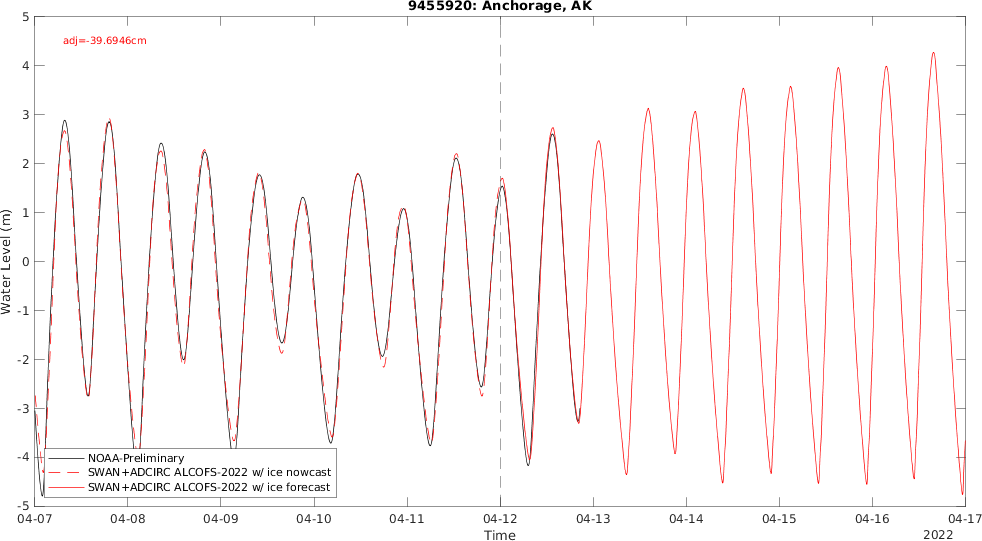 9455920: Anchorage, AK
adj=-39.6946cm
Water Level (m)
5
4
3
2
1
0
-1
-2
-3
-4
-5
NOAA-Preliminary
SWAN+ADCIRC ALCOFS-2022 w/ ice nowcast
SWAN+ADCIRC ALCOFS-2022 w/ ice forecast
04-07 04-08 04-09 04-10 04-11 04-12 04-13 04-14 04-15 04-16 04-17
Time
2022